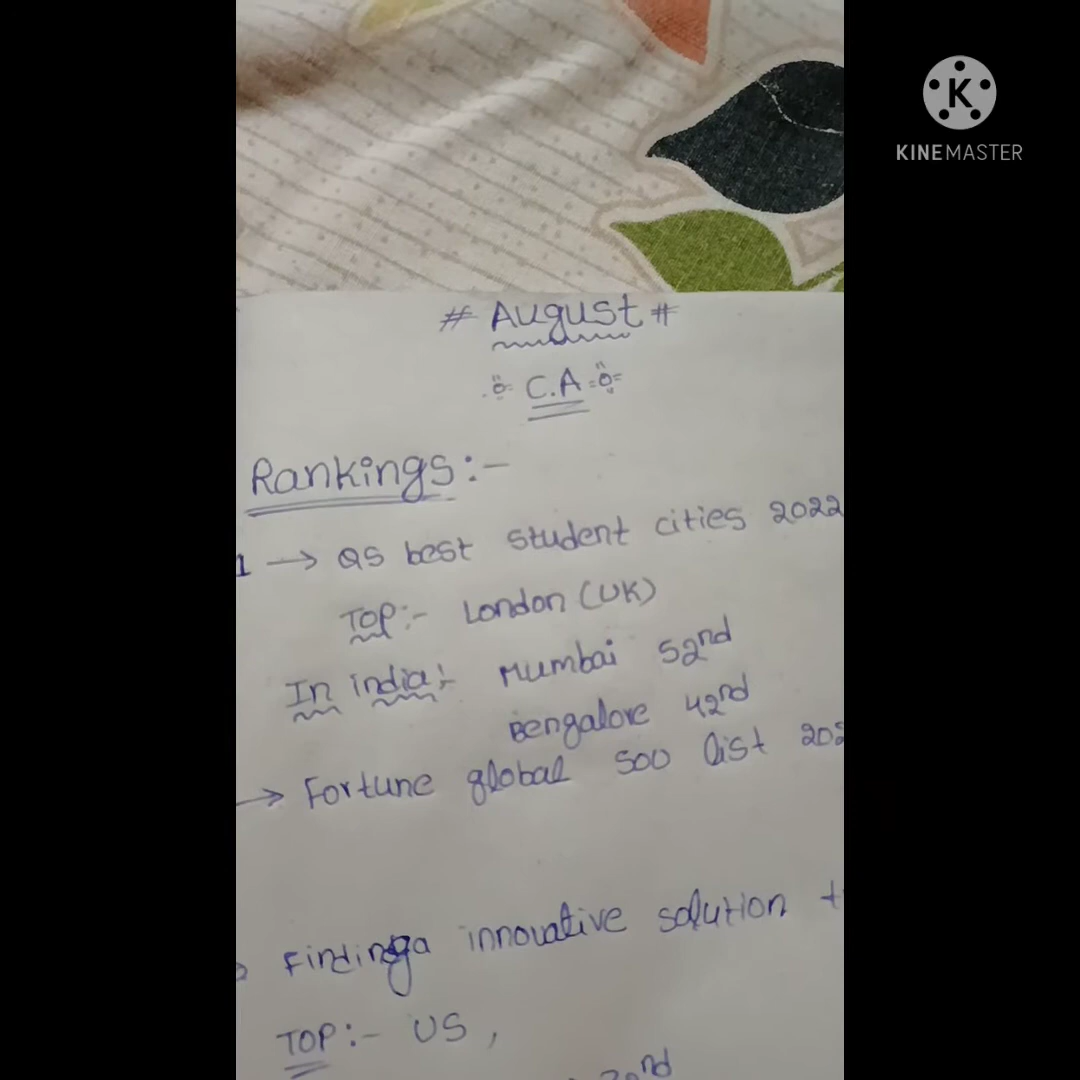 K
KINEMASTER
# August #
C.A
Rankings:-
1 → QS best student cities 2022
TOP:- London (UK)
In india:- Mumbai 52nd
Bengalore 42nd
→ Fortune global 500 list
Findinga innovative solution
TOP:- US,